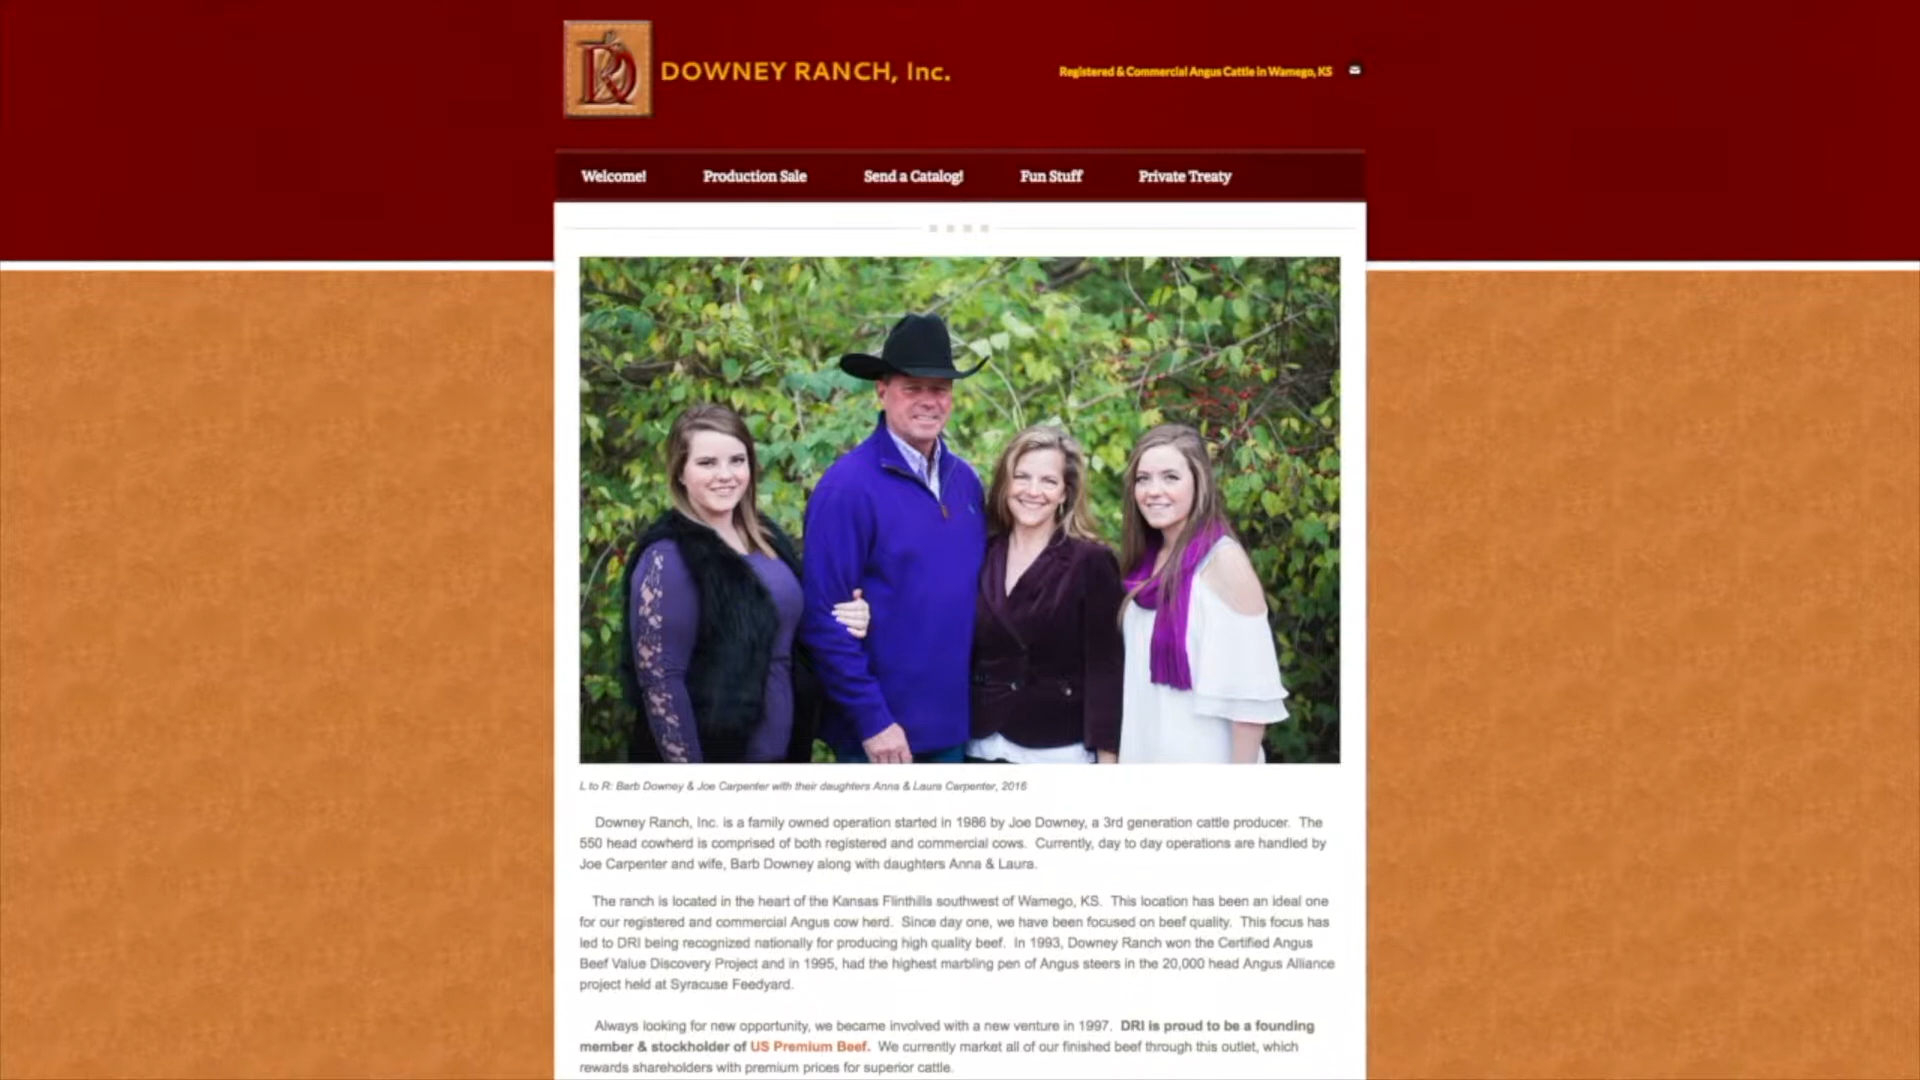 DR
DOWNEY RANCH, Inc.
Registered & Commercial Angus Cattle in Wamego, KS
Welcome! Production Sale Send a Catalog! Fun Stuff Private Treaty
L to R: Barb Downey & Joe Carpenter with their daughters Anna & Laura Carpenter, 2016
Downey Ranch, Inc. is a family owned operation started in 1986 by Joe Downey, a 3rd generation cattle producer. The
550 head cowherd is comprised of both registered and commercial cows. Currently, day to day operations are handled by
Joe Carpenter and wife, Barb Downey along with daughters Anna & Laura.
The ranch is located in the heart of the Kansas Flinthills southwest of Wamego, KS. This location has been an ideal one
for our registered and commercial Angus cow herd. Since day one, we have been focused on beef quality. This focus has
led to DRI being recognized nationally for producing high quality beef. In 1993, Downey Ranch won the Certified Angus
Beef Value Discovery Project and in 1995, had the highest marbling pen of Angus steers in the 20,000 head Angus Alliance
project held at Syracuse Feedyard.
Always looking for new opportunity, we became involved with a new venture in 1997. DRI is proud to be a founding
member & stockholder of US Premium Beef. We currently market all of our finished beef through this outlet, which
rewards shareholders with premium prices for superior cattle.